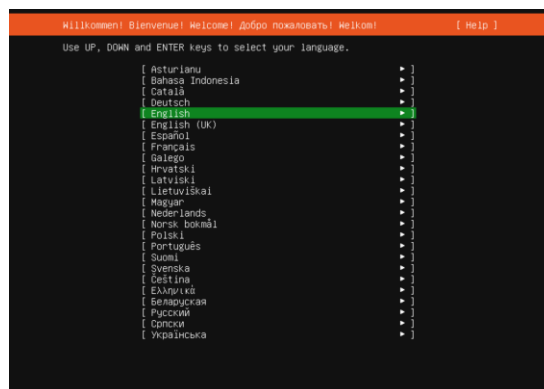 Willkommen! Bienvenue! Welcome! Добро пожаловать! Welkom! [ Help ]
Use UP, DOWN and ENTER keys to select your language.
[ Asturianu ► ]
[ Bahasa Indonesia ► ]
[ Català ► ]
[ Deutsch ► ]
[ English ► ]
[ English (UK) ► ]
[ Español ► ]
[ Français ► ]
[ Galego ► ]
[ Hrvatski ► ]
[ Latviski ► ]
[ Lietuviškai ► ]
[ Magyar ► ]
[ Nederlands ► ]
[ Norsk bokmål ► ]
[ Polski ► ]
[ Português ► ]
[ Suomi ► ]
[ Svenska ► ]
[ Čeština ► ]
[ Ελληνικά ► ]
[ Беларуская ► ]
[ Русский ► ]
[ Српски ► ]
[ Українська ► ]